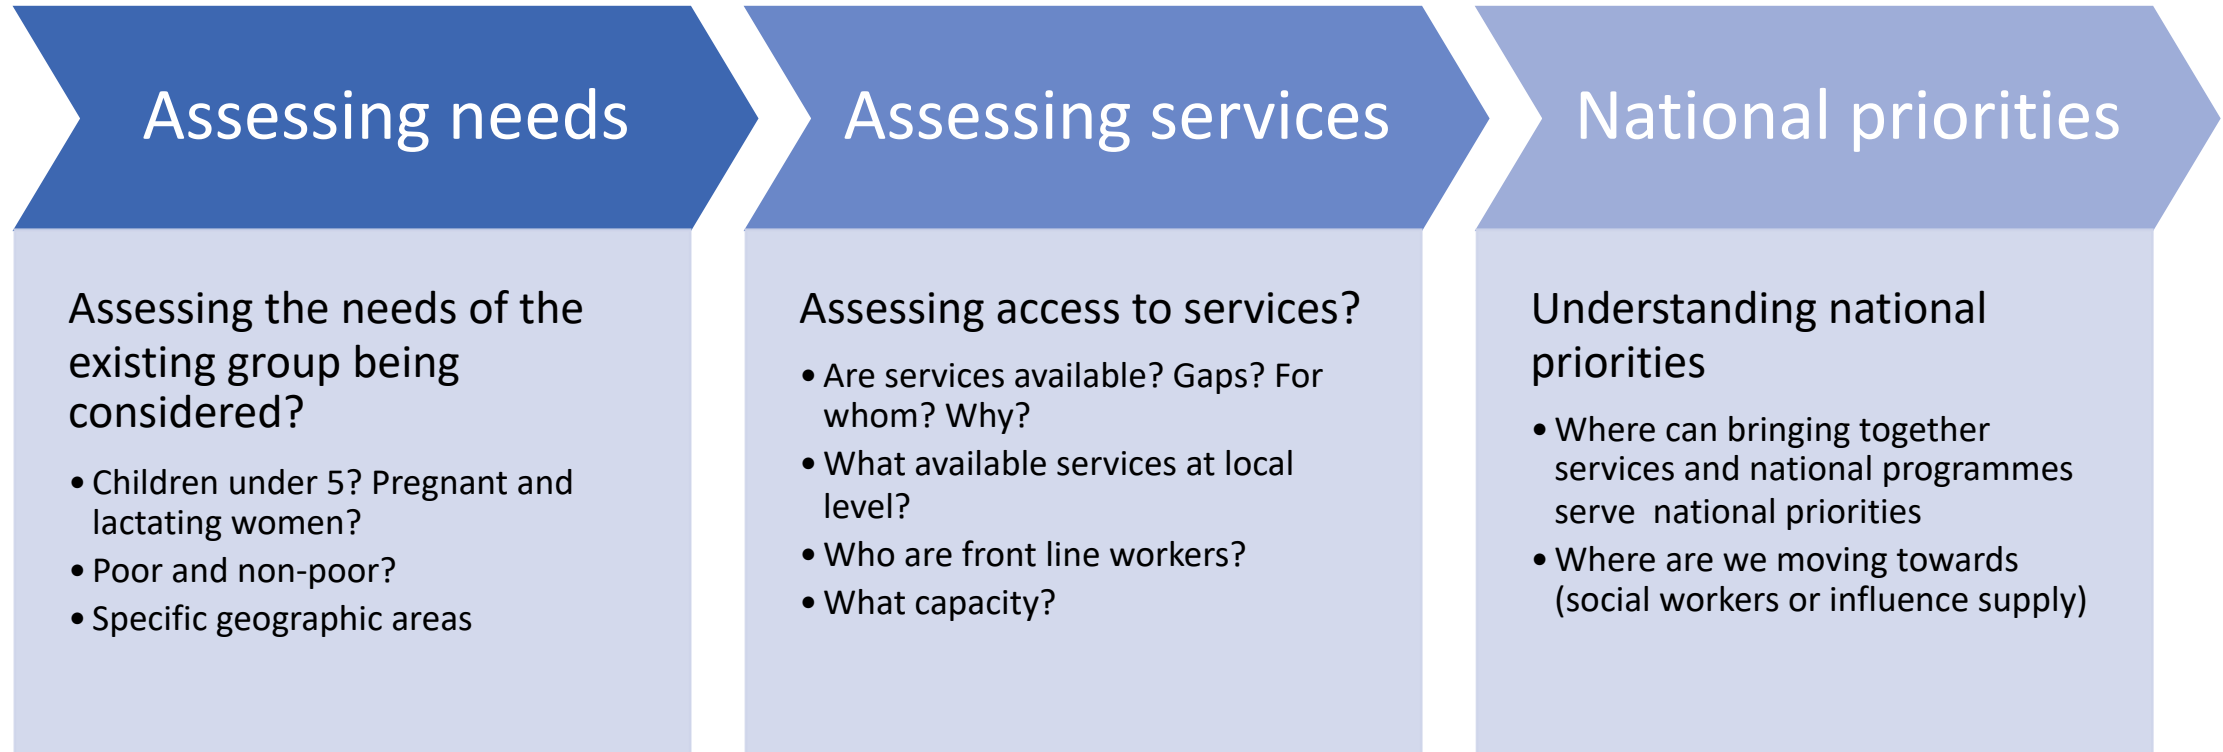 Assessing needs
Assessing services
National priorities
Assessing the needs of the
existing group being
considered?
• Children under 5? Pregnant and
lactating women?
• Poor and non-poor?
• Specific geographic areas
Assessing access to services?
• Are services available? Gaps? For
whom? Why?
• What available services at local
level?
• Who are front line workers?
• What capacity?
Understanding national
priorities
• Where can bringing together
services and national programmes
serve  national priorities
• Where are we moving towards
(social workers or influence supply)